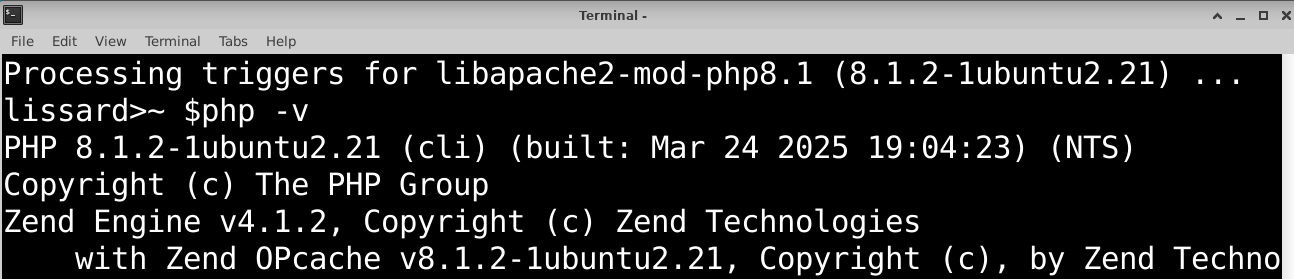 Terminal -
File Edit View Terminal Tabs Help
Processing triggers for libapache2-mod-php8.1 (8.1.2-1ubuntu2.21) ...
lissard>~ $php -v
PHP 8.1.2-1ubuntu2.21 (cli) (built: Mar 24 2025 19:04:23) (NTS)
Copyright (c) The PHP Group
Zend Engine v4.1.2, Copyright (c) Zend Technologies
    with Zend OPcache v8.1.2-1ubuntu2.21, Copyright (c), by Zend Techno